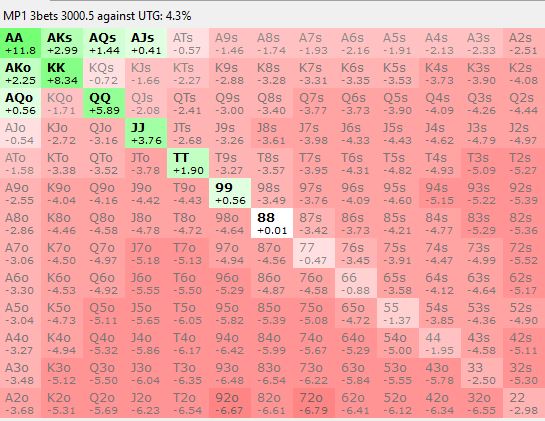 MP1 3bets 3000.5 against UTG: 4.3%
AA AKs AQs AJs ATs A9s A8s A7s A6s A5s A4s A3s A2s
+11.8 +2.99 +1.44 +0.41 -0.57 -1.46 -1.74 -1.93 -2.16 -1.91 -2.13 -2.33 -2.51
AKo KK KQs KJs KTs K9s K8s K7s K6s K5s K4s K3s K2s
+2.25 +8.34 -0.72 -1.66 -2.27 -2.88 -3.28 -3.31 -3.35 -3.53 -3.73 -3.90 -4.08
AQo KQo QQ QJs QTs Q9s Q8s Q7s Q6s Q5s Q4s Q3s Q2s
+0.56 -1.71 +5.89 -2.08 -2.41 -3.00 -3.40 -3.77 -3.73 -3.90 -4.09 -4.26 -4.44
AJo KJo QJo JJ JTs J9s J8s J7s J6s J5s J4s J3s J2s
-0.54 -2.72 -3.16 +3.76 -2.68 -3.26 -3.61 -3.98 -4.33 -4.43 -4.62 -4.79 -4.97
ATo KTo QTo JTo TT T9s T8s T7s T6s T5s T4s T3s T2s
-1.58 -3.38 -3.52 -3.78 +1.90 -3.27 -3.57 -3.95 -4.31 -4.82 -4.93 -5.09 -5.27
A9o K9o Q9o J9o T9o 99 98s 97s 96s 95s 94s 93s 92s
-2.55 -4.04 -4.16 -4.42 -4.43 +0.56 -3.49 -3.76 -4.09 -4.60 -5.15 -5.22 -5.39
A8o K8o Q8o J8o T8o 98o 88 87s 86s 85s 84s 83s 82s
-2.86 -4.46 -4.58 -4.78 -4.72 -4.64 +0.01 -3.42 -3.73 -4.21 -4.77 -5.29 -5.36
A7o K7o Q7o J7o T7o 97o 87o 77 76s 75s 74s 73s 72s
-3.06 -4.50 -4.97 -5.18 -5.13 -4.94 -4.56 -0.47 -3.45 -3.91 -4.47 -4.99 -5.52
A6o K6o Q6o J6o T6o 96o 86o 76o 66 65s 64s 63s 62s
-3.30 -4.53 -4.92 -5.55 -5.50 -5.29 -4.87 -4.58 -0.88 -3.58 -4.12 -4.64 -5.17
A5o K5o Q5o J5o T5o 95o 85o 75o 65o 55 54s 53s 52s
-3.04 -4.73 -5.11 -5.65 -6.05 -5.82 -5.39 -5.08 -4.72 -1.37 -3.85 -4.36 -4.90
A4o K4o Q4o J4o T4o 94o 84o 74o 64o 54o 44 43s 42s
-3.27 -4.94 -5.32 -5.86 -6.17 -6.42 -5.99 -5.67 -5.29 -5.00 -1.95 -4.58 -5.11
A3o K3o Q3o J3o T3o 93o 83o 73o 63o 53o 43o 33 32s
-3.48 -5.12 -5.50 -6.04 -6.35 -6.48 -6.54 -6.22 -5.84 -5.55 -5.78 -2.50 -5.30
A2o K2o Q2o J2o T2o 92o 82o 72o 62o 52o 42o 32o 22
-3.68 -5.31 -5.69 -6.23 -6.54 -6.67 -6.61 -6.79 -6.41 -6.12 -6.34 -6.55 -2.98